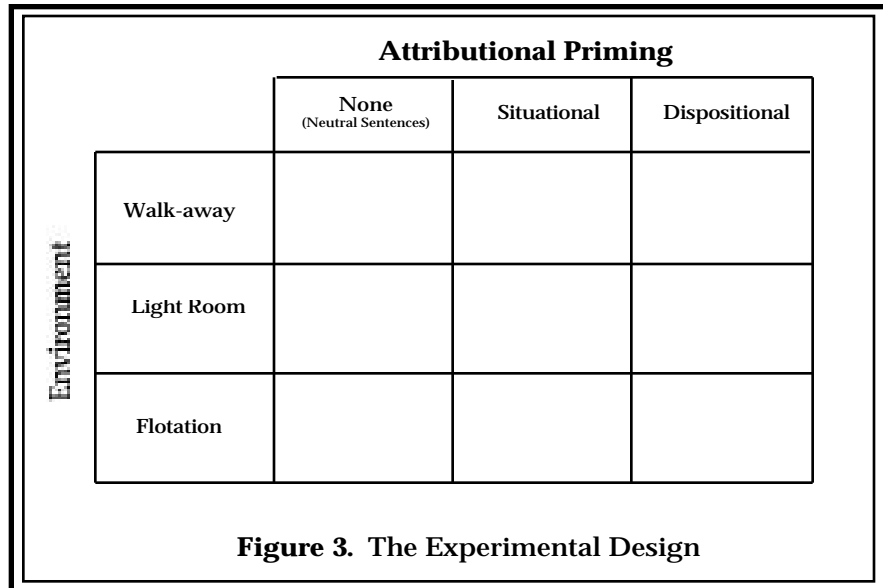 Attributional Priming
None
(Neutral Sentences)
Situational
Dispositional
Environment
Walk-away
Light Room
Flotation
Figure 3. The Experimental Design